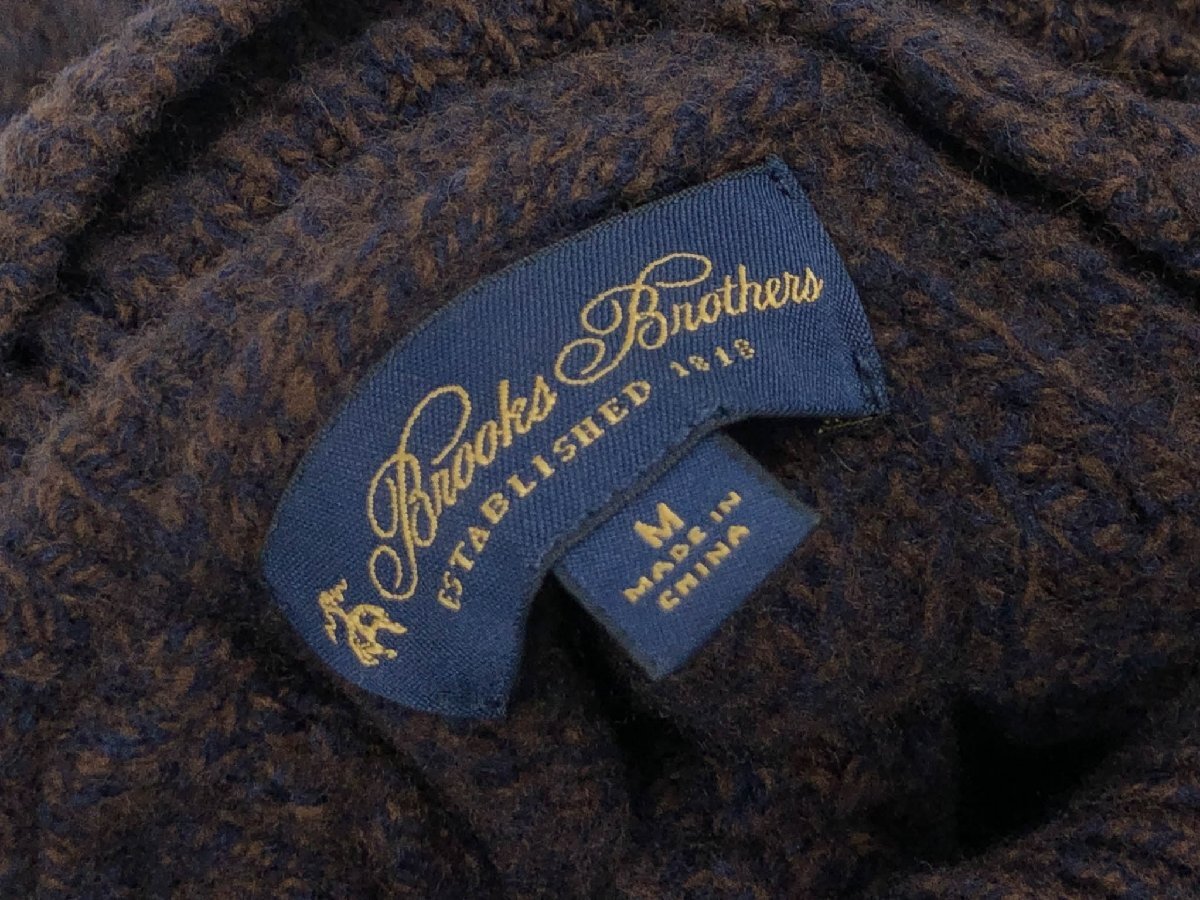 Brooks Brothers
ESTABLISHED 1818
M
MADE IN
CHINA